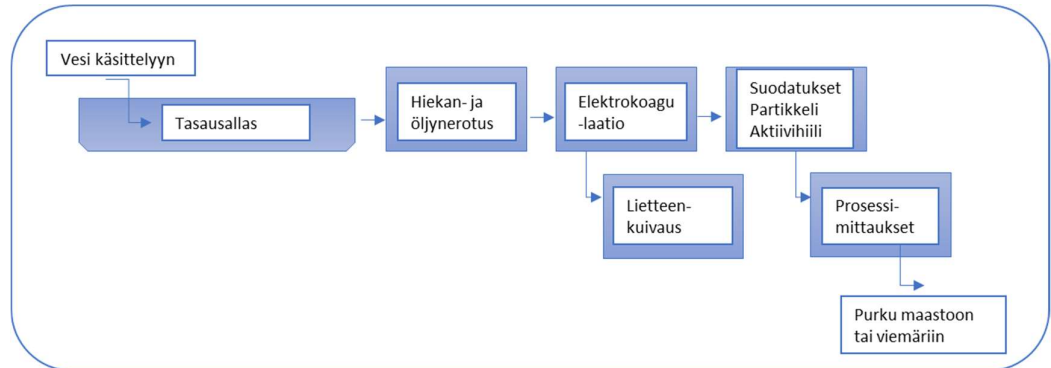 Vesi käsittelyyn
Tasausallas
Hiekan- ja
öljynerotus
Elektrokoagu
-laatio
Suodatukset
Partikkeli
Aktiivihiili
Lietteen-
kuivaus
Prosessi-
mittaukset
Purku maastoon
tai viemäriin